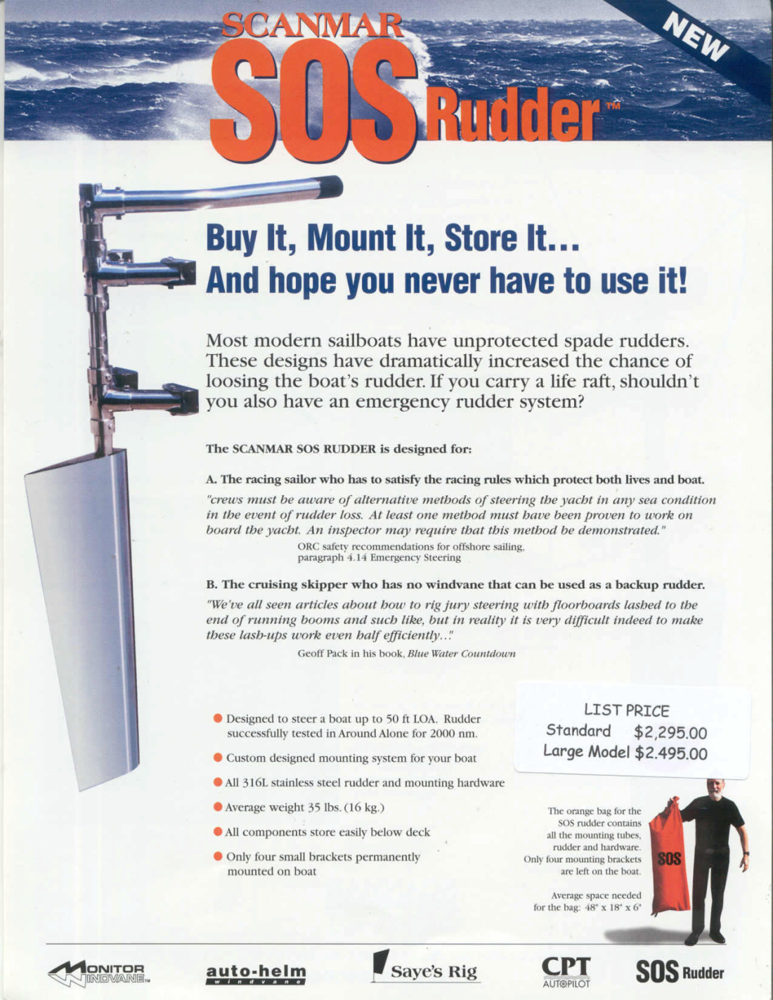 SCANMAR
SOS Rudder™
NEW
Buy It, Mount It, Store It...
And hope you never have to use it!
Most modern sailboats have unprotected spade rudders.
These designs have dramatically increased the chance of
loosing the boat's rudder. If you carry a life raft, shouldn't
you also have an emergency rudder system?
The SCANMAR SOS RUDDER is designed for:
A. The racing sailor who has to satisfy the racing rules which protect both lives and boat.
"crews must be aware of alternative methods of steering the yacht in any sea condition
in the event of rudder loss. At least one method must have been proven to work on
board the yacht. An inspector may require that this method be demonstrated."
ORC safety recommendations for offshore sailing,
paragraph 4.14 Emergency Steering
B. The cruising skipper who has no windvane that can be used as a backup rudder.
"We've all seen articles about how to rig jury steering with floorboards lashed to the
end of running booms and such like, but in reality it is very difficult indeed to make
these lash-ups work even half efficiently..."
Geoff Pack in his book, Blue Water Countdown
Designed to steer a boat up to 50 ft LOA. Rudder
successfully tested in Around Alone for 2000 nm.
Custom designed mounting system for your boat
All 316L stainless steel rudder and mounting hardware
Average weight 35 lbs. (16 kg.)
All components store easily below deck
Only four small brackets permanently
mounted on boat
LIST PRICE
Standard $2,295.00
Large Model $2.495.00
The orange bag for the
SOS rudder contains
all the mounting tubes,
rudder and hardware.
Only four mounting brackets
are left on the boat.
Average space needed
for the bag: 48" x 18" x 6"
SOS
MONITOR
WINDVANE™
auto-helm
windvane
Saye's Rig
CPT
AUTOPILOT
SOS Rudder